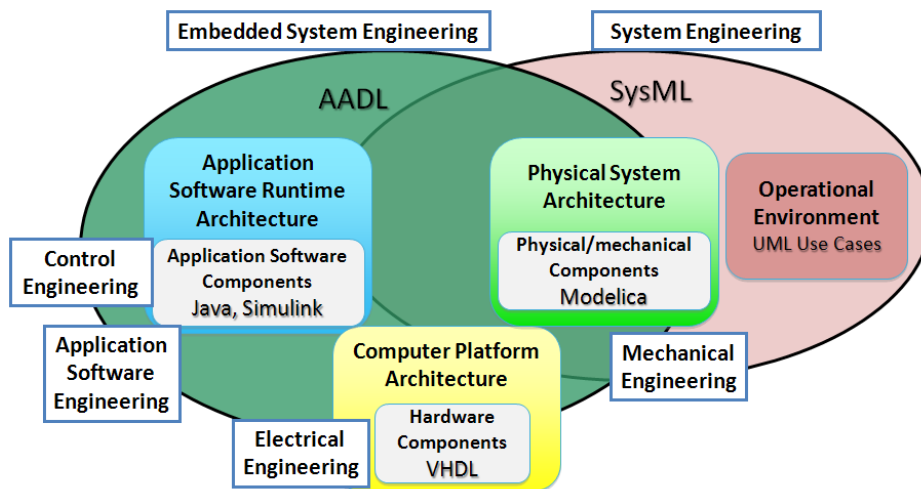 Embedded System Engineering
System Engineering
AADL
SysML
Application
Software Runtime
Architecture
Application Software
Components
Java, Simulink
Physical System
Architecture
Physical/mechanical
Components
Modelica
Operational
Environment
UML Use Cases
Control
Engineering
Application
Software
Engineering
Computer Platform
Architecture
Hardware
Components
VHDL
Mechanical
Engineering
Electrical
Engineering